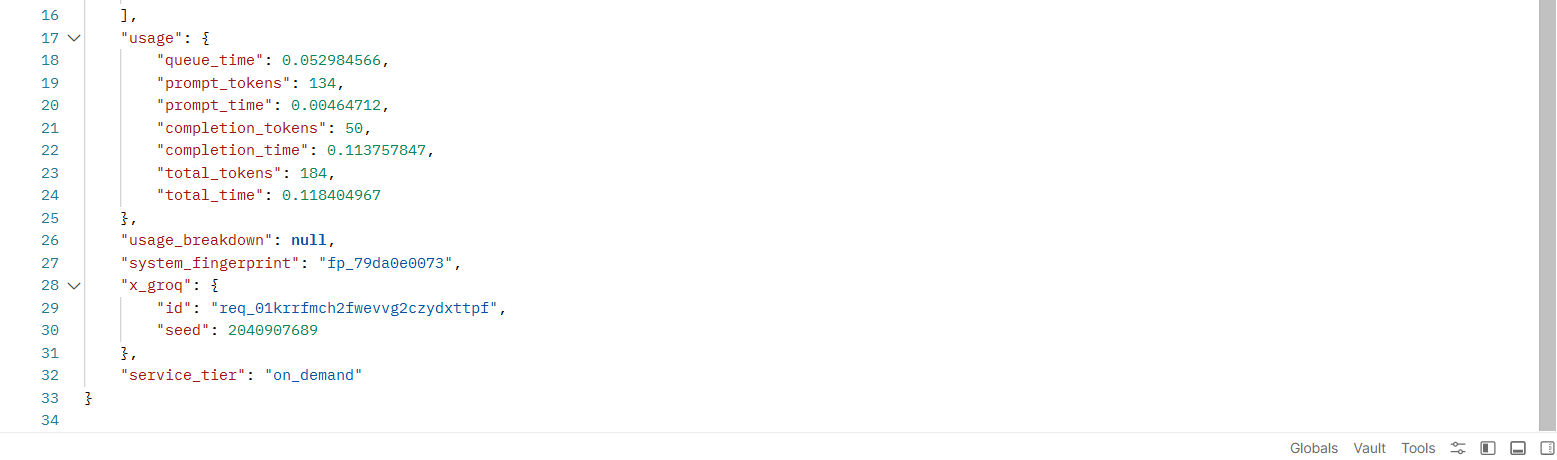 16 ],
17 "usage": {
18 "queue_time": 0.052984566,
19 "prompt_tokens": 134,
20 "prompt_time": 0.00464712,
21 "completion_tokens": 50,
22 "completion_time": 0.113757847,
23 "total_tokens": 184,
24 "total_time": 0.118404967
25 },
26 "usage_breakdown": null,
27 "system_fingerprint": "fp_79da0e0073",
28 "x_groq": {
29 "id": "req_01krrfmch2fwevvg2czydxttpf",
30 "seed": 2040907689
31 },
32 "service_tier": "on_demand"
33 }
34
Globals Vault Tools